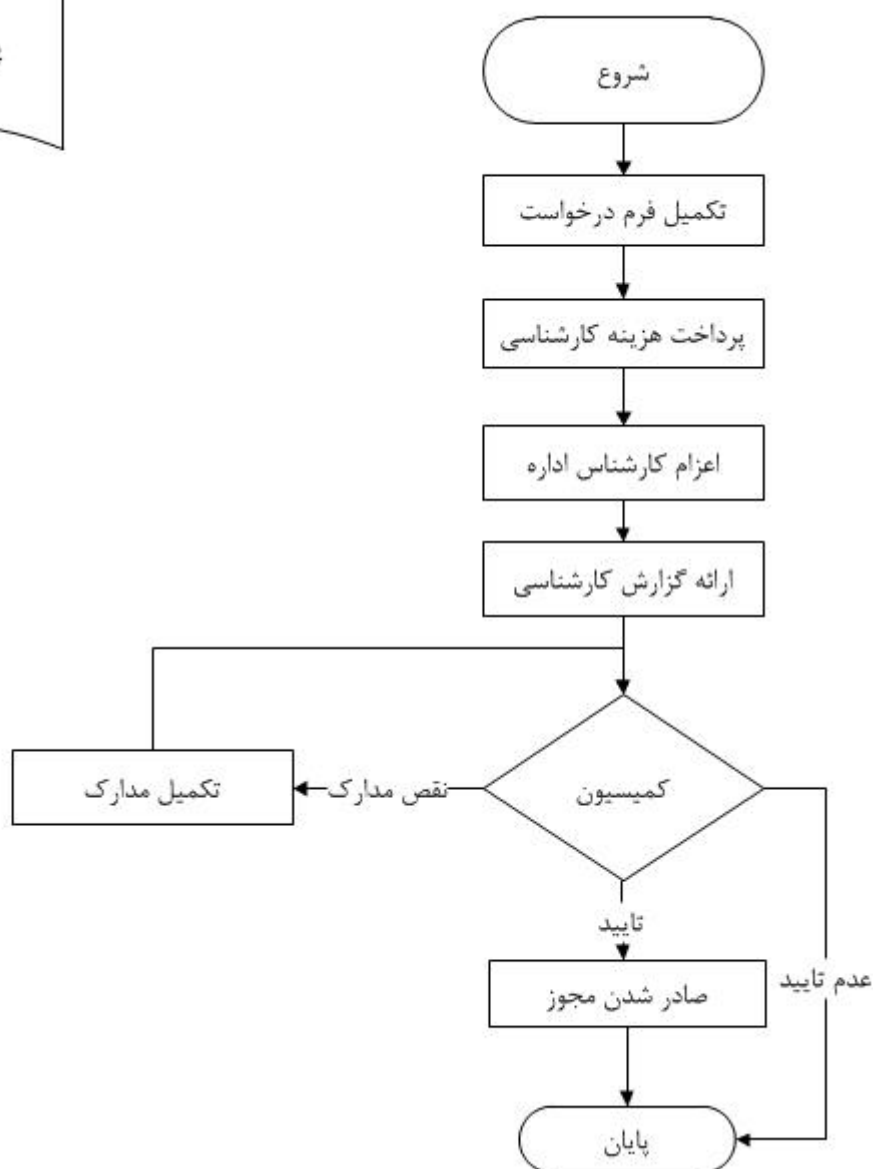 شروع
تکمیل فرم درخواست
پرداخت هزینه کارشناسی
اعزام کارشناس اداره
ارائه گزارش کارشناسی
کمیسیون
نقص مدارک
تکمیل مدارک
تایید
عدم تایید
صادر شدن مجوز
پایان